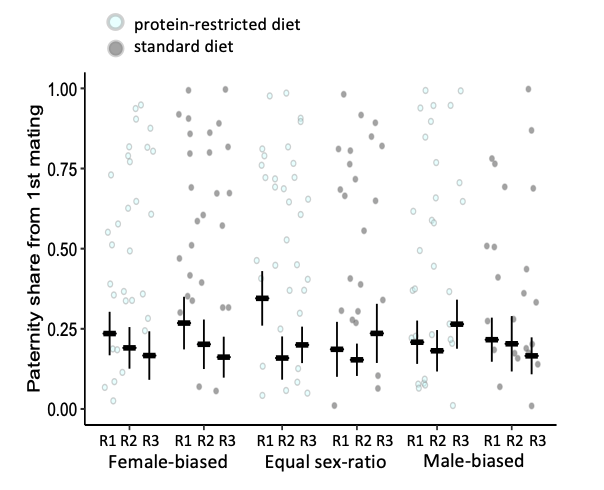 protein-restricted diet
standard diet
Paternity share from 1st mating
1.00
0.75
0.50
0.25
0.00
R1 R2 R3 R1 R2 R3 R1 R2 R3 R1 R2 R3 R1 R2 R3 R1 R2 R3
Female-biased Equal sex-ratio Male-biased